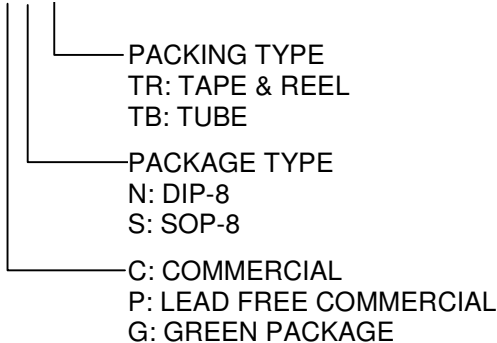 PACKING TYPE
TR: TAPE & REEL
TB: TUBE
PACKAGE TYPE
N: DIP-8
S: SOP-8
C: COMMERCIAL
P: LEAD FREE COMMERCIAL
G: GREEN PACKAGE